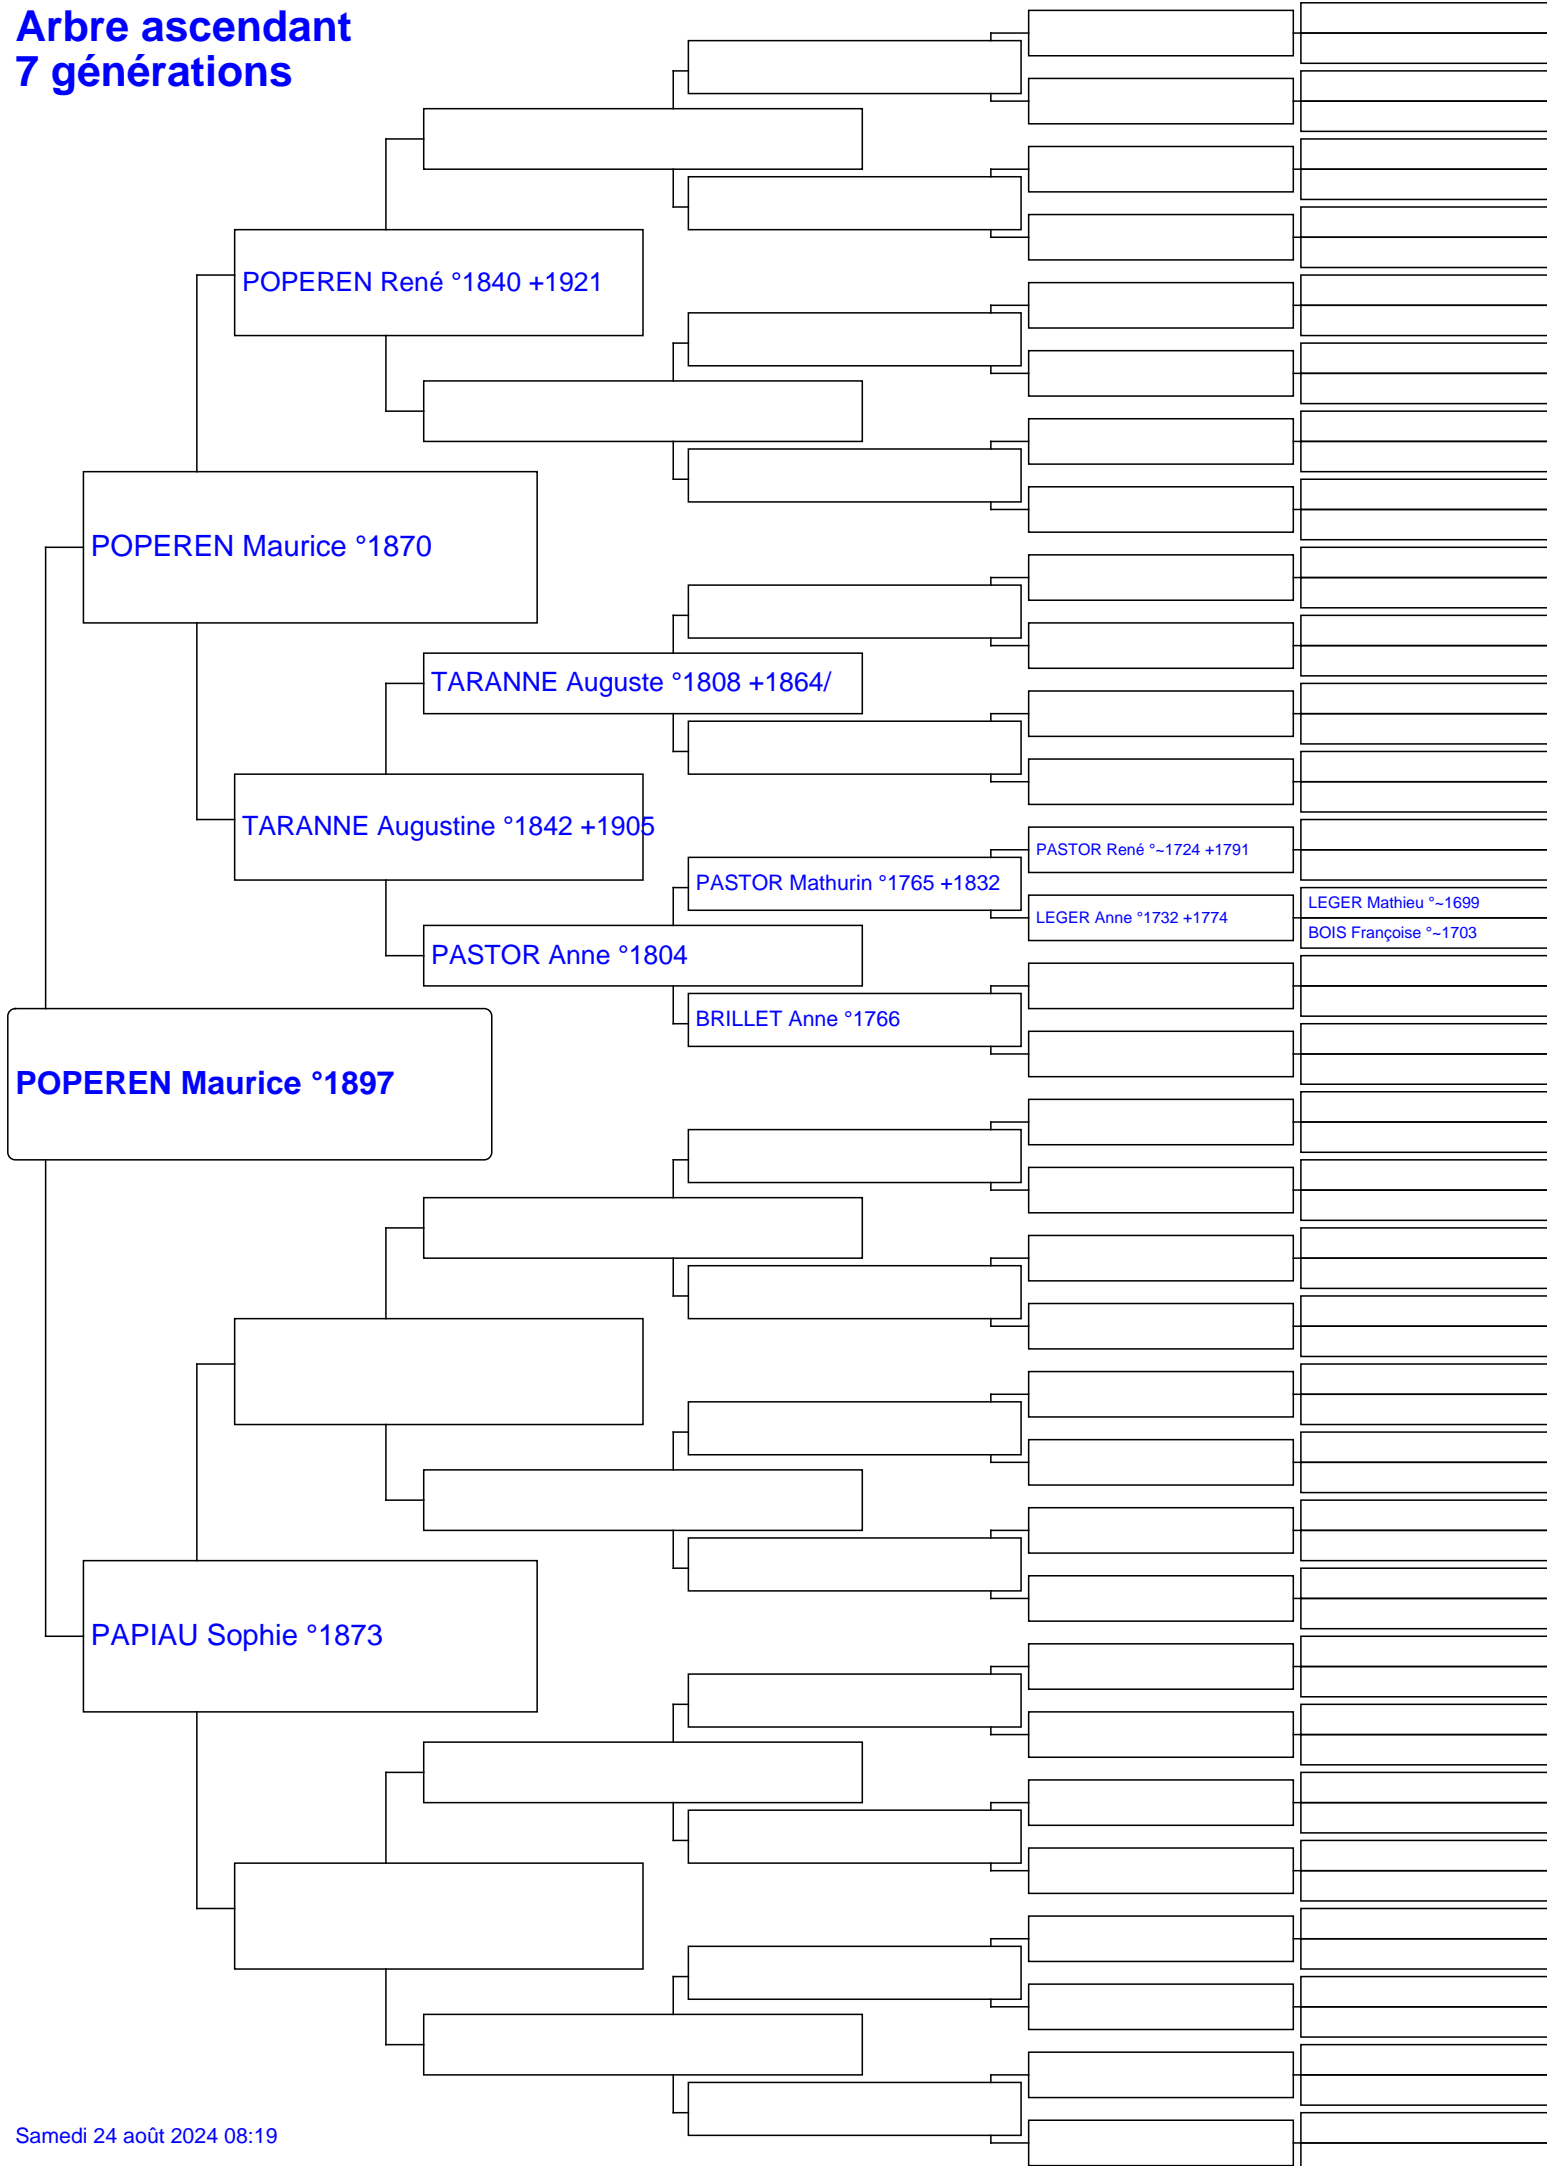 Arbre ascendant
7 générations
POPEREN René °1840 +1921
POPEREN Maurice °1870
TARANNE Auguste °1808 +1864/
TARANNE Augustine °1842 +1905
PASTOR René °~1724 +1791
PASTOR Mathurin °1765 +1832
LEGER Mathieu °~1699
LEGER Anne °1732 +1774
BOIS Françoise °~1703
PASTOR Anne °1804
BRILLET Anne °1766
POPEREN Maurice °1897
PAPIAU Sophie °1873
Samedi 24 août 2024 08:19